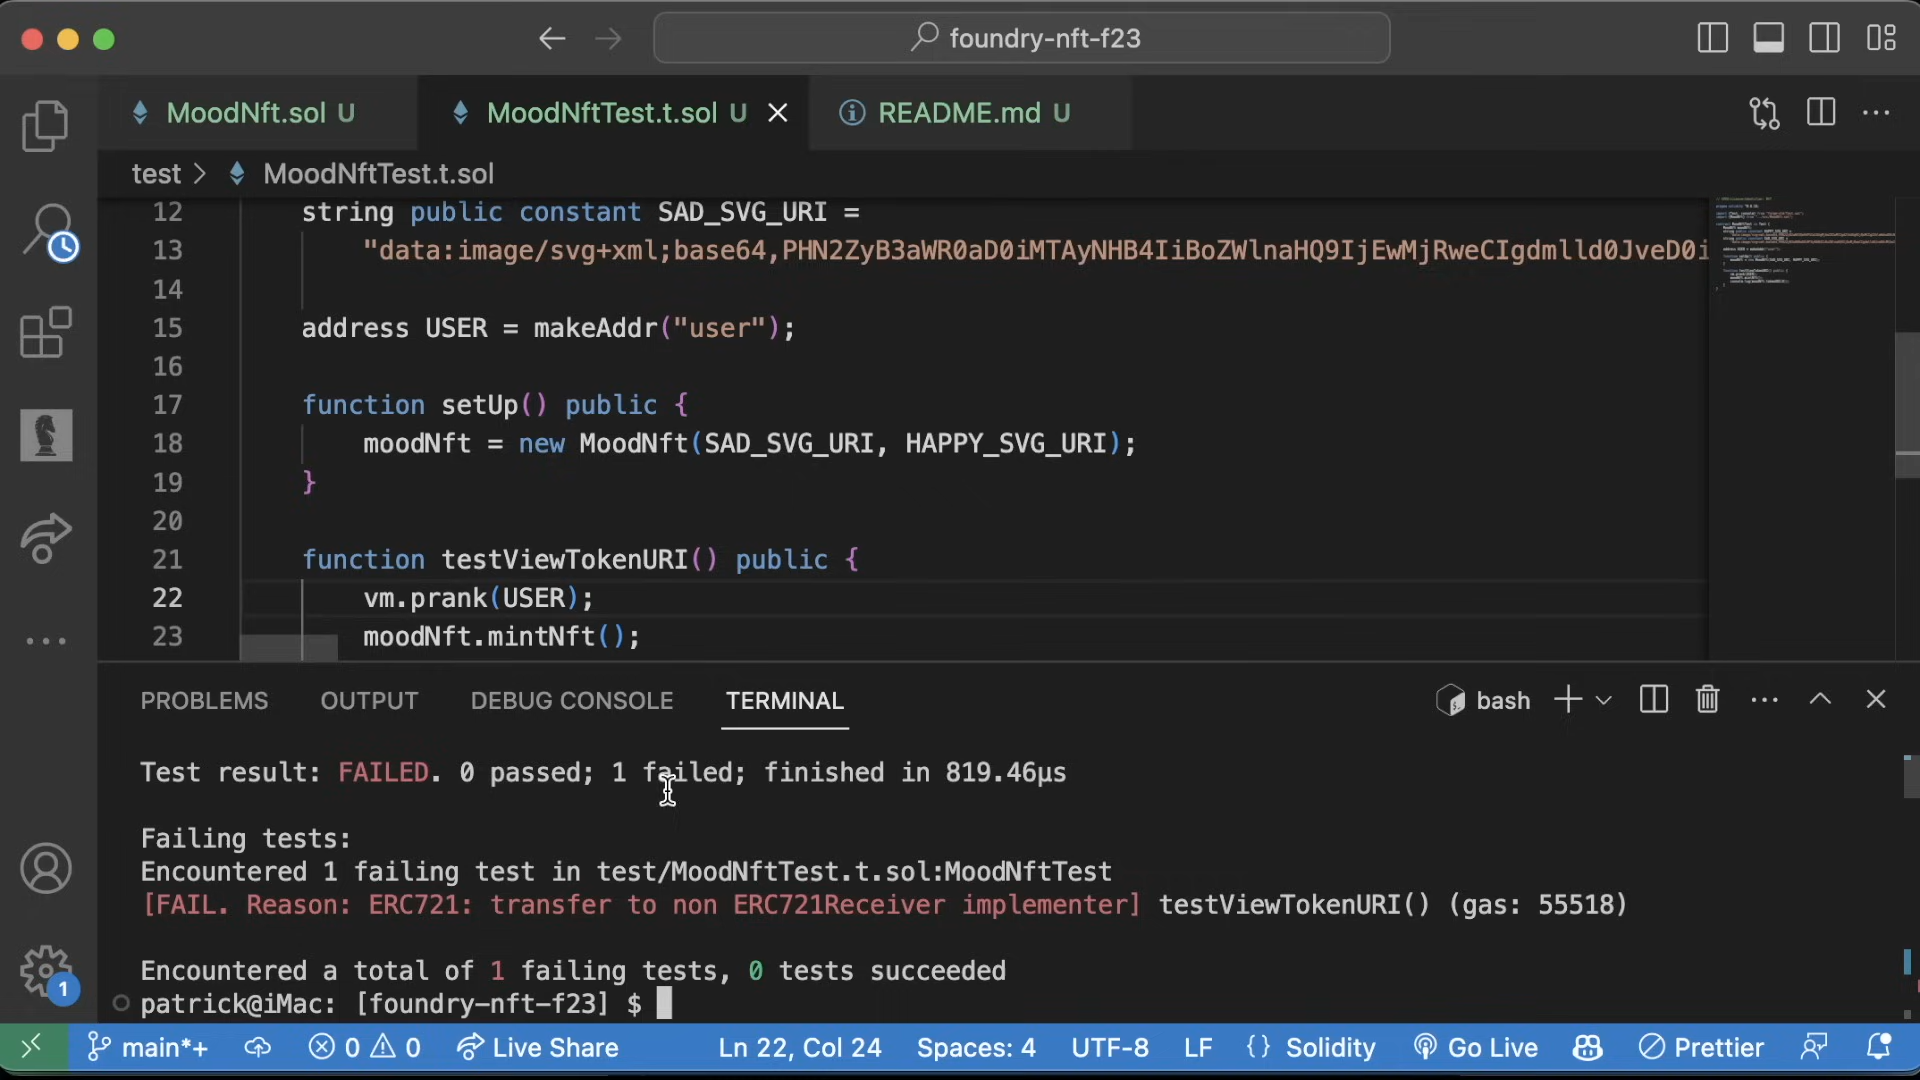 foundry-nft-f23
MoodNft.sol U
MoodNftTest.t.sol U
README.md U
test > MoodNftTest.t.sol
12 string public constant SAD_SVG_URI =
13 "data:image/svg+xml;base64,PHN2ZyB3aWR0aD0iMTAyNHB4IiBoZWlnaHQ9IjEwMjRweCIgdmlld0JveD0i
14
15 address USER = makeAddr("user");
16
17 function setUp() public {
18 moodNft = new MoodNft(SAD_SVG_URI, HAPPY_SVG_URI);
19 }
20
21 function testViewTokenURI() public {
22 vm.prank(USER);
23 moodNft.mintNft();
PROBLEMS OUTPUT DEBUG CONSOLE TERMINAL bash
Test result: FAILED. 0 passed; 1 failed; finished in 819.46µs
Failing tests:
Encountered 1 failing test in test/MoodNftTest.t.sol:MoodNftTest
[FAIL. Reason: ERC721: transfer to non ERC721Receiver implementer] testViewTokenURI() (gas: 55518)
Encountered a total of 1 failing tests, 0 tests succeeded
patrick@iMac: [foundry-nft-f23] $
1
main*+ 0 0 Live Share Ln 22, Col 24 Spaces: 4 UTF-8 LF {} Solidity Go Live Prettier